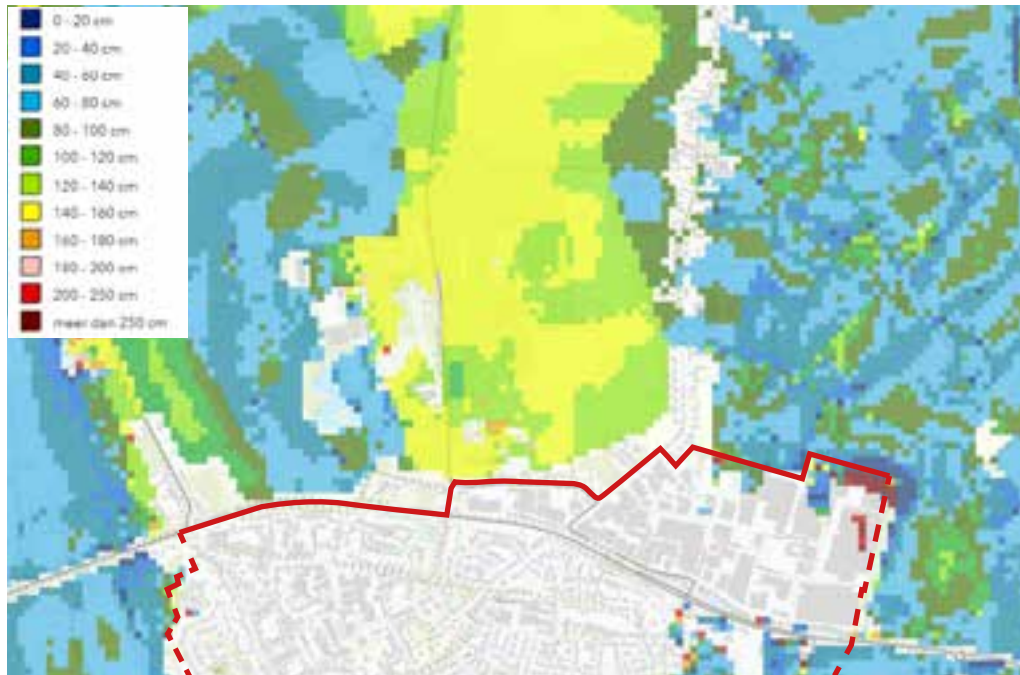 0 - 20 cm
20 - 40 cm
40 - 60 cm
60 - 80 cm
80 - 100 cm
100 - 120 cm
120 - 140 cm
140 - 160 cm
160 - 180 cm
180 - 200 cm
200 - 250 cm
meer dan 250 cm